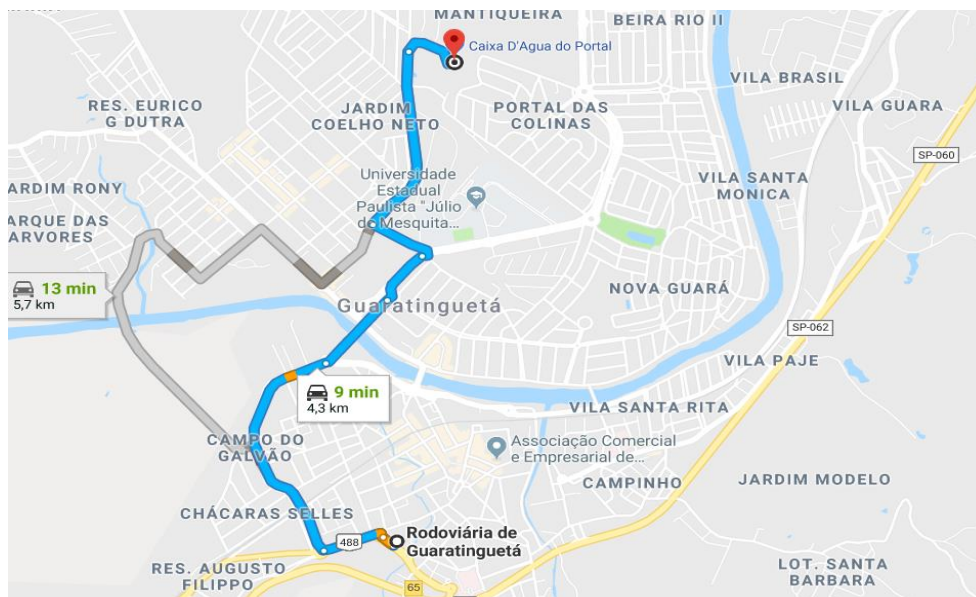 MANTIQUEIRA
BEIRA RIO II
Caixa D'Agua do Portal
VILA BRASIL
RES. EURICO
G DUTRA
JARDIM
COELHO NETO
PORTAL DAS
COLINAS
VILA GUARA
SP-060
Universidade
Estadual
Paulista "Júlio
de Mesquita...
VILA SANTA
MONICA
ARDIM RONY
PARQUE DAS
ARVORES
13 min
5,7 km
Guaratinguetá
NOVA GUARÁ
SP-062
VILA PAJE
9 min
4,3 km
VILA SANTA RITA
CAMPO DO
GALVÃO
Associação Comercial
e Empresarial de...
CAMPINHO
JARDIM MODELO
CHÁCARAS SELLES
488
Rodoviária de
Guaratinguetá
RES. AUGUSTO
FILIPPO
65
LOT. SANTA
BARBARA